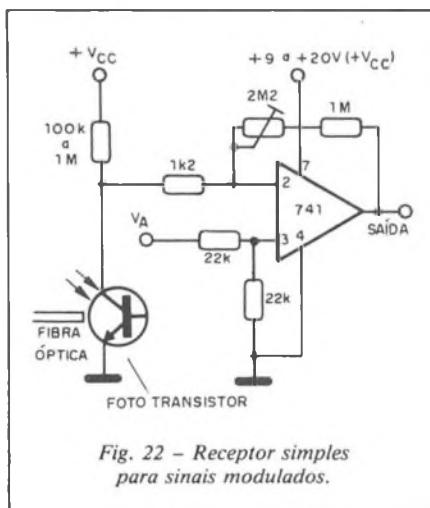 + VCC
+9 a +20V (+VCC)
2M2
1M
100k
a
1M
1k2
7
2
741
VA
3
4
SAÍDA
22k
22k
FIBRA
ÓPTICA
FOTO TRANSISTOR
Fig. 22 – Receptor simples
para sinais modulados.